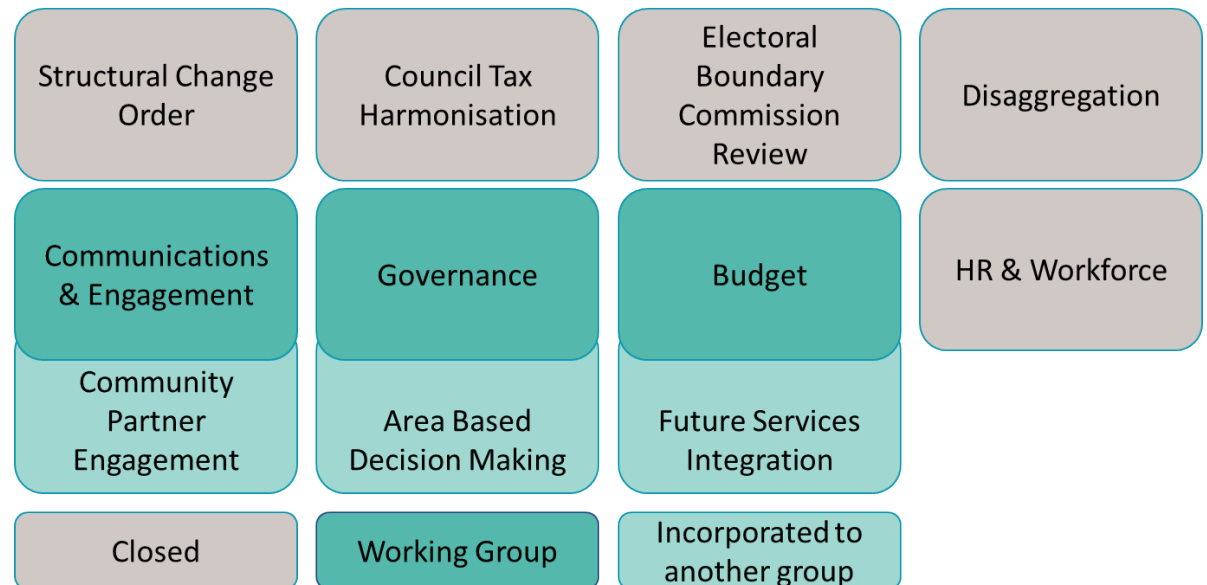 Structural Change
Order
Council Tax
Harmonisation
Electoral
Boundary
Commission
Review
Disaggregation
Communications
& Engagement
Governance
Budget
HR & Workforce
Community
Partner
Engagement
Area Based
Decision Making
Future Services
Integration
Closed
Working Group
Incorporated to
another group